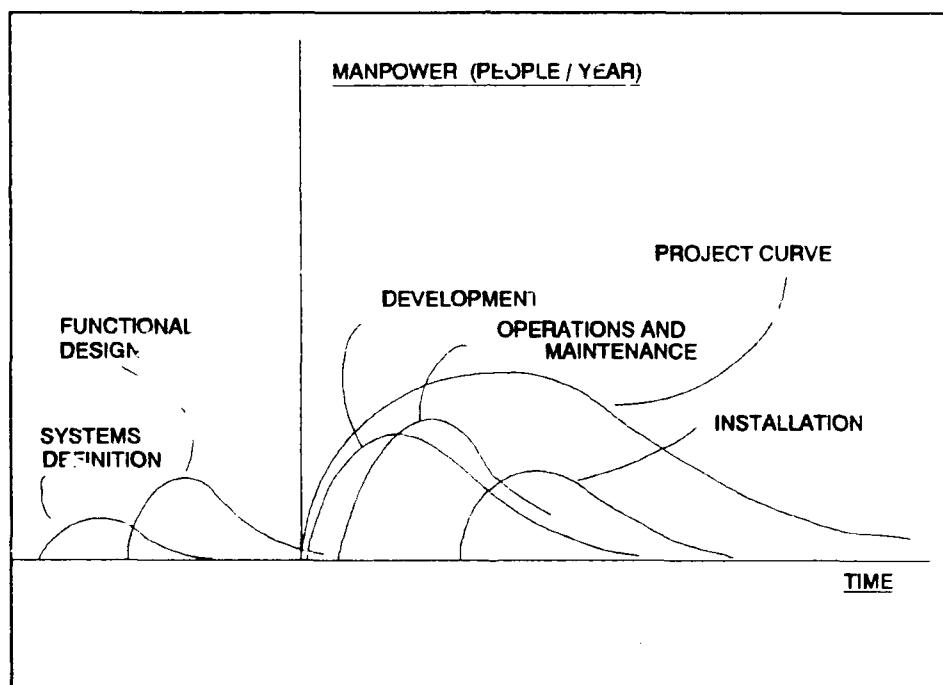 MANPOWER (PEOPLE / YEAR)
PROJECT CURVE
DEVELOPMENT
FUNCTIONAL
DESIGN
OPERATIONS AND
MAINTENANCE
INSTALLATION
SYSTEMS
DEFINITION
TIME